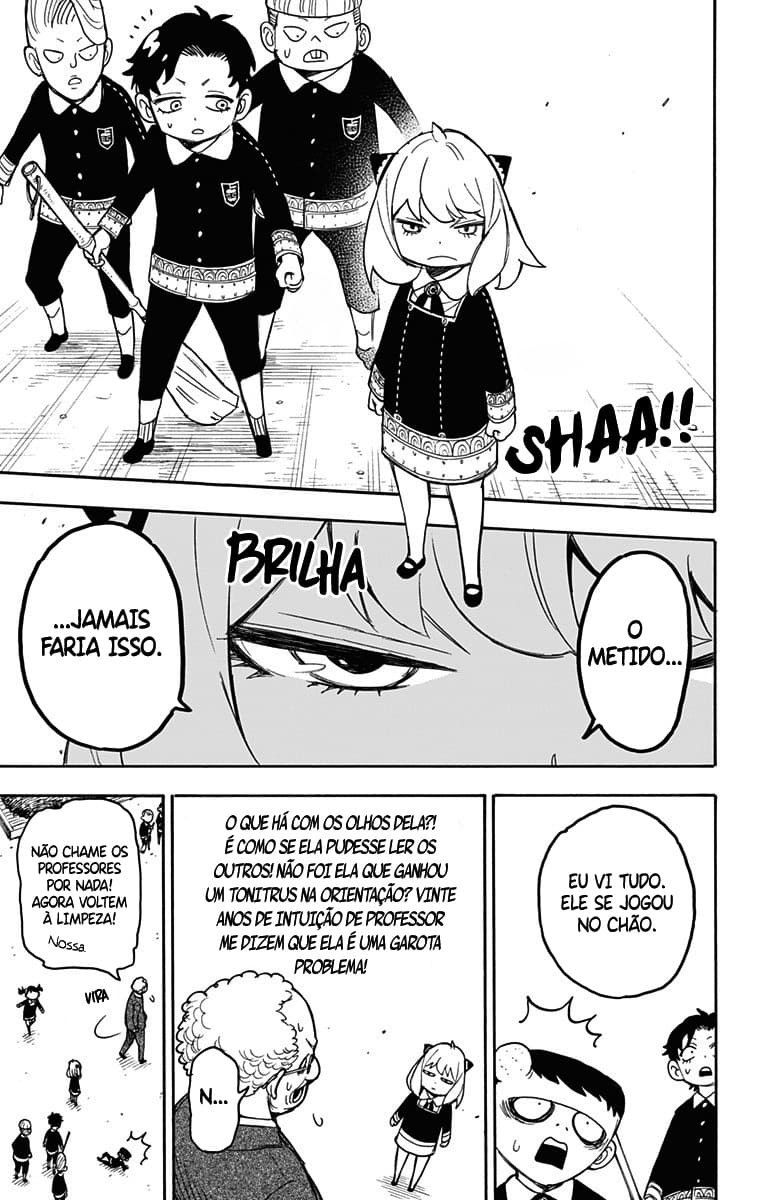 SHAA!!
BRILHA
O
METIDO...
...JAMAIS
FARIA ISSO.
EU VI TUDO.
ELE SE JOGOU
NO CHÃO.
O QUE HÁ COM OS OLHOS DELA?!
É COMO SE ELA PUDESSE LER OS
OUTROS! NÃO FOI ELA QUE GANHOU
UM TONITRUS NA ORIENTAÇÃO? VINTE
ANOS DE INTUIÇÃO DE PROFESSOR
ME DIZEM QUE ELA É UMA GAROTA
PROBLEMA!
N...
NÃO CHAME OS
PROFESSORES
POR NADA!
AGORA VOLTEM
À LIMPEZA!
Nossa
VIRA